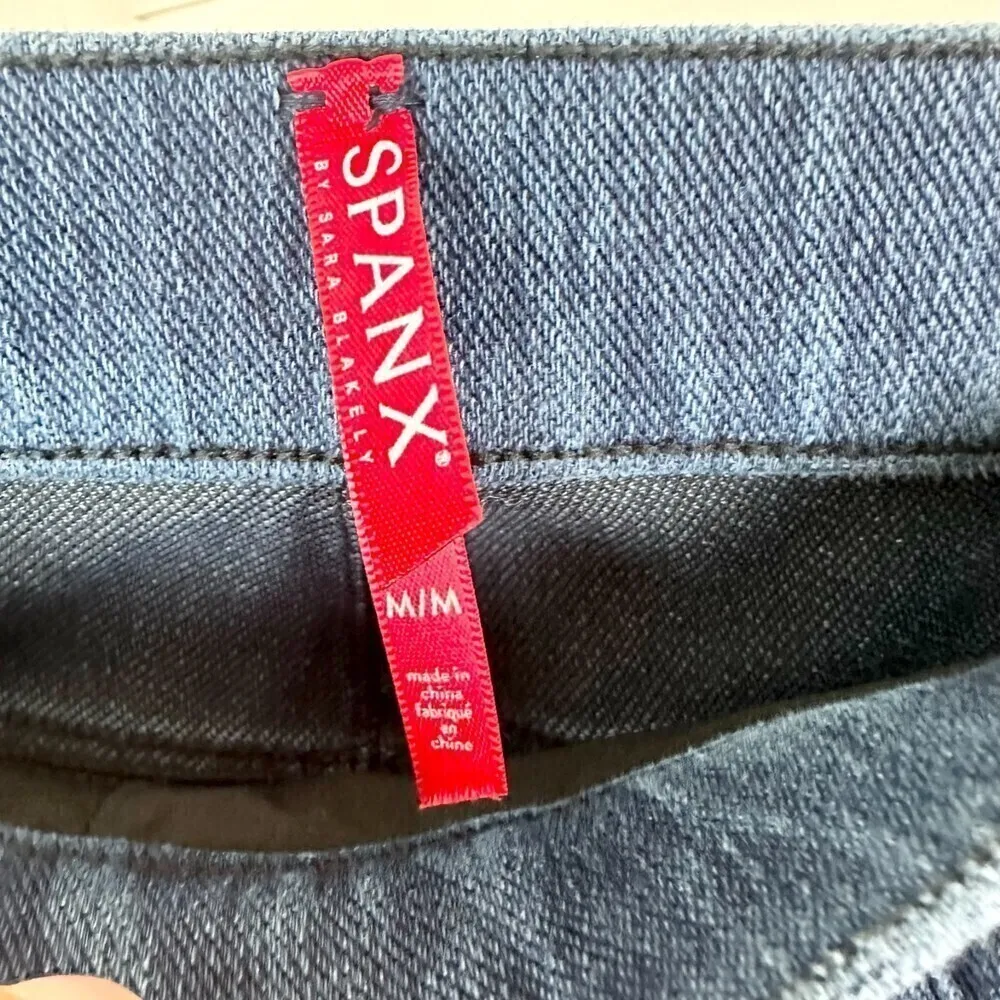 SPANX®
BY SARA BLAKELY
M/M
made in
china
fabriqué
en
chine